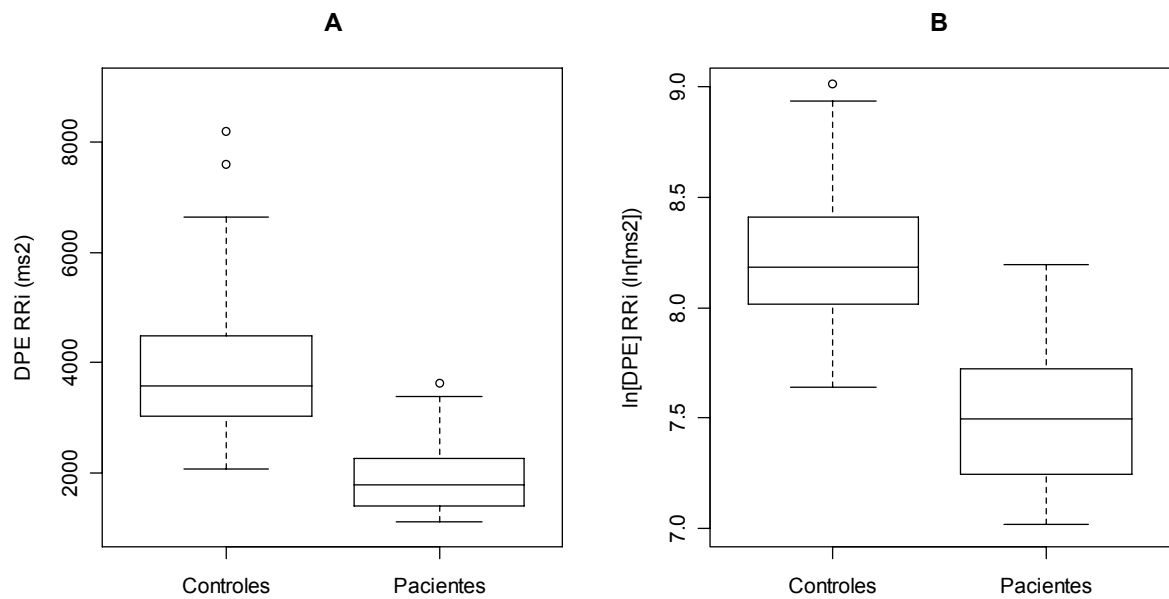 A
DPE RRi (ms2)
8000
6000
4000
2000
Controles
Pacientes
B
ln[DPE] RRi (ln[ms2])
9.0
8.5
8.0
7.5
7.0
Controles
Pacientes